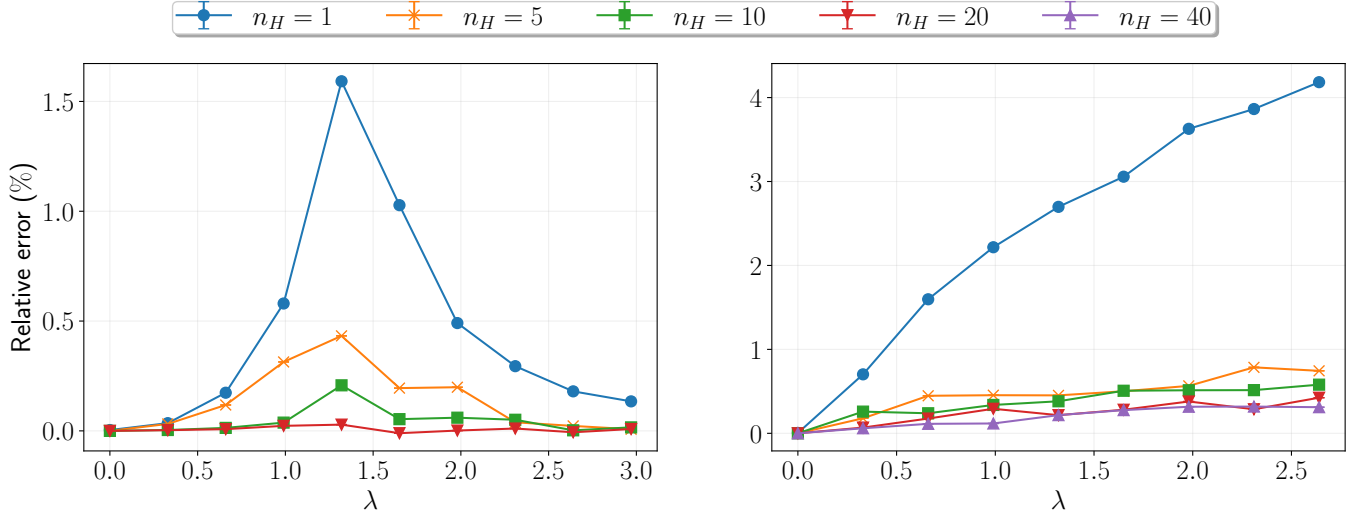 n_H = 1 n_H = 5 n_H = 10 n_H = 20 n_H = 40
Relative error (%)
1.5
1.0
0.5
0.0
0.0 0.5 1.0 1.5 2.0 2.5 3.0
λ
4
3
2
1
0
0.0 0.5 1.0 1.5 2.0 2.5
λ